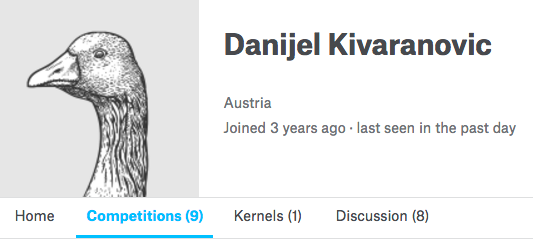 Danijel Kivaranovic
Austria
Joined 3 years ago · last seen in the past day
Home Competitions (9) Kernels (1) Discussion (8)